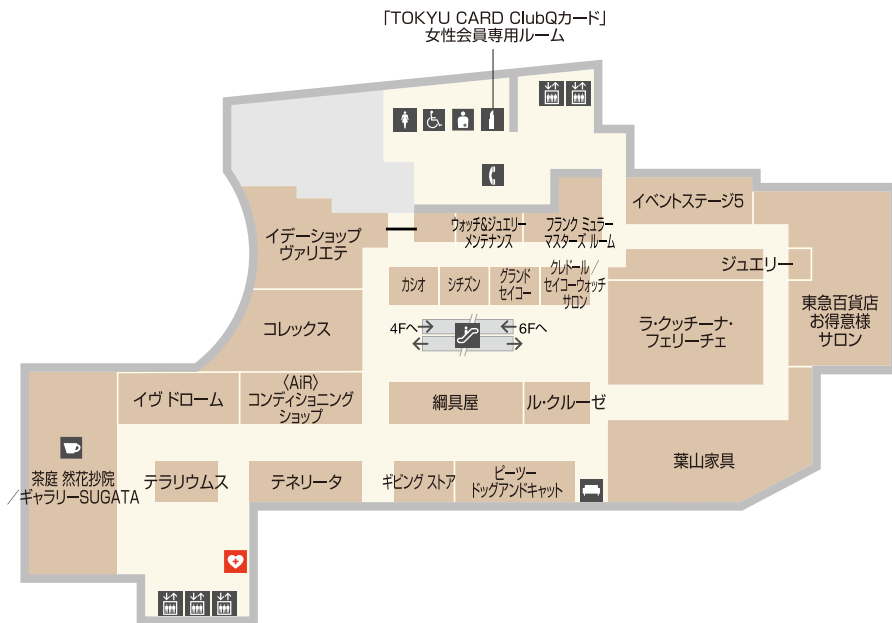 「TOKYU CARD ClubQカード」
女性会員専用ルーム
イベントステージ5
イデーショップ
ヴァリエテ
ウォッチ&ジュエリー
メンテナンス
フランク ミュラー
マスターズ ルーム
ジュエリー
カシオ
シチズン
グランド
セイコー
クレドール/
セイコーウォッチ
サロン
東急百貨店
お得意様
サロン
コレックス
4Fへ
6Fへ
ラ・クッチーナ・
フェリーチェ
イヴ ドローム
〈AiR〉
コンディショニング
ショップ
綱具屋
ル・クルーゼ
茶庭 然花抄院
/ギャラリーSUGATA
テラリウムス
テネリータ
ギビング ストア
ピーツー
ドッグアンドキャット
葉山家具